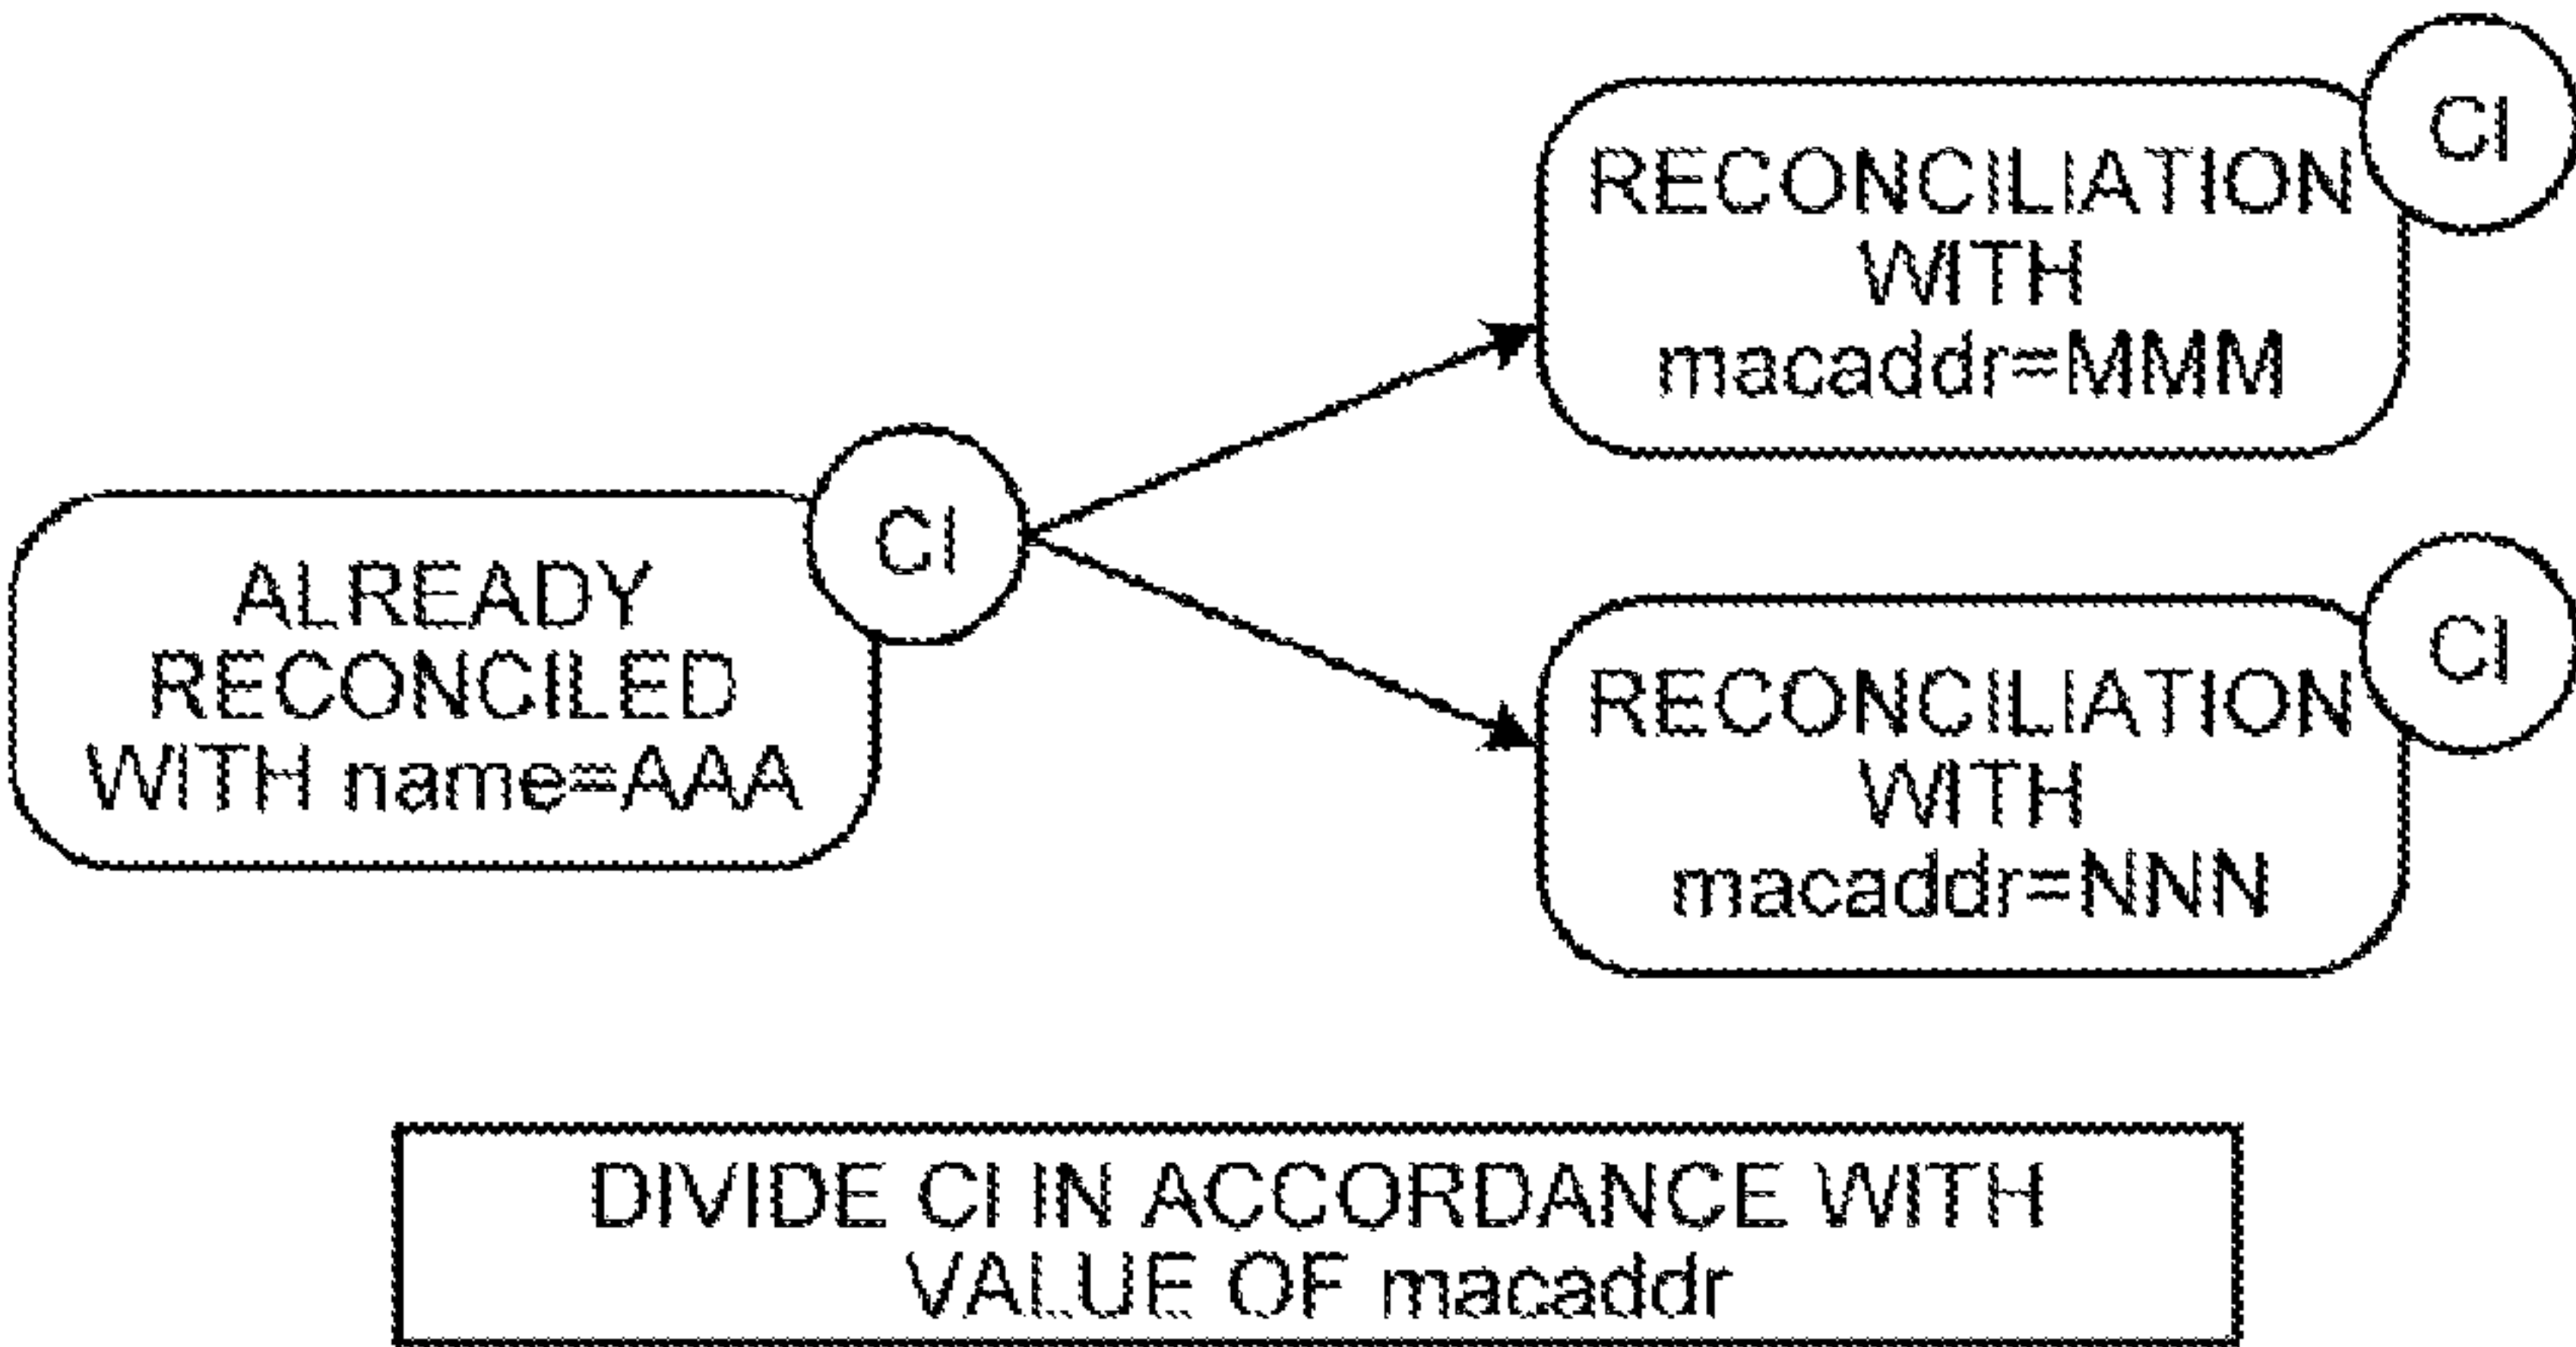 CI
ALREADY
RECONCILED
WITH name=AAA
CI
RECONCILIATION
WITH
macaddr=MMM
CI
RECONCILIATION
WITH
macaddr=NNN
DIVIDE CI IN ACCORDANCE WITH
VALUE OF macaddr